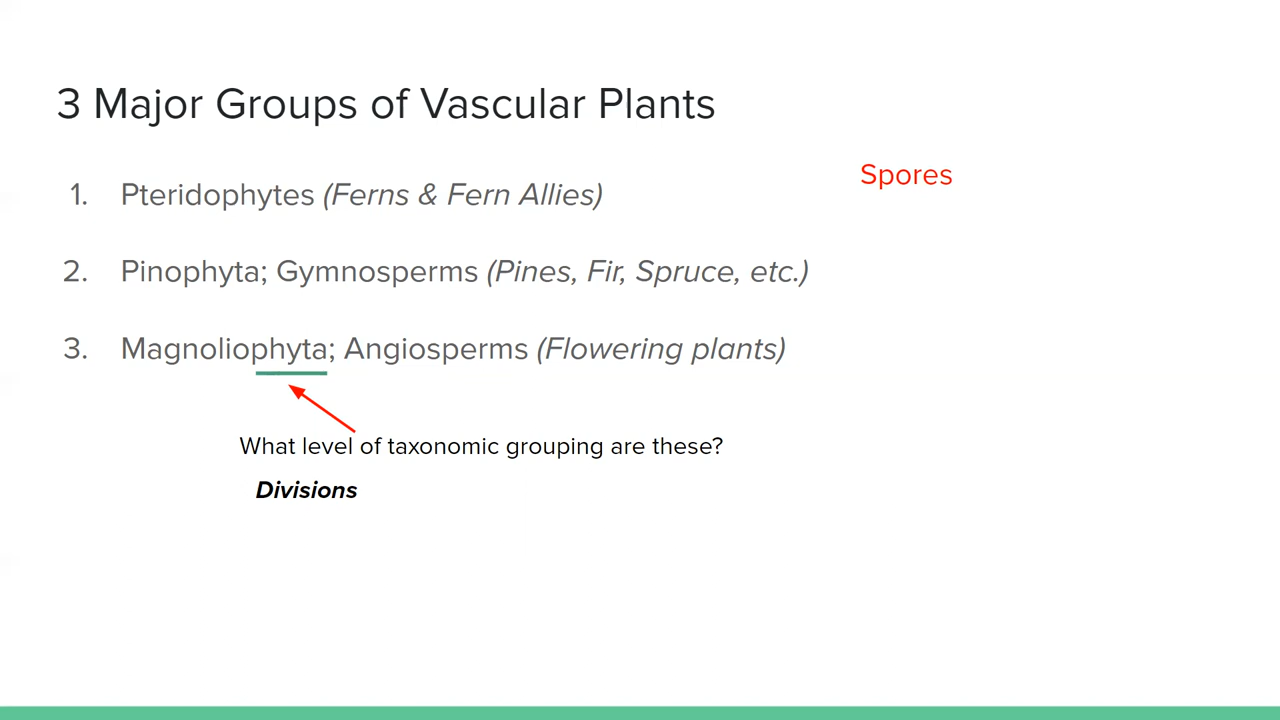 3 Major Groups of Vascular Plants
Spores
1. Pteridophytes (Ferns & Fern Allies)
2. Pinophyta; Gymnosperms (Pines, Fir, Spruce, etc.)
3. Magnoliophyta; Angiosperms (Flowering plants)
What level of taxonomic grouping are these?
Divisions